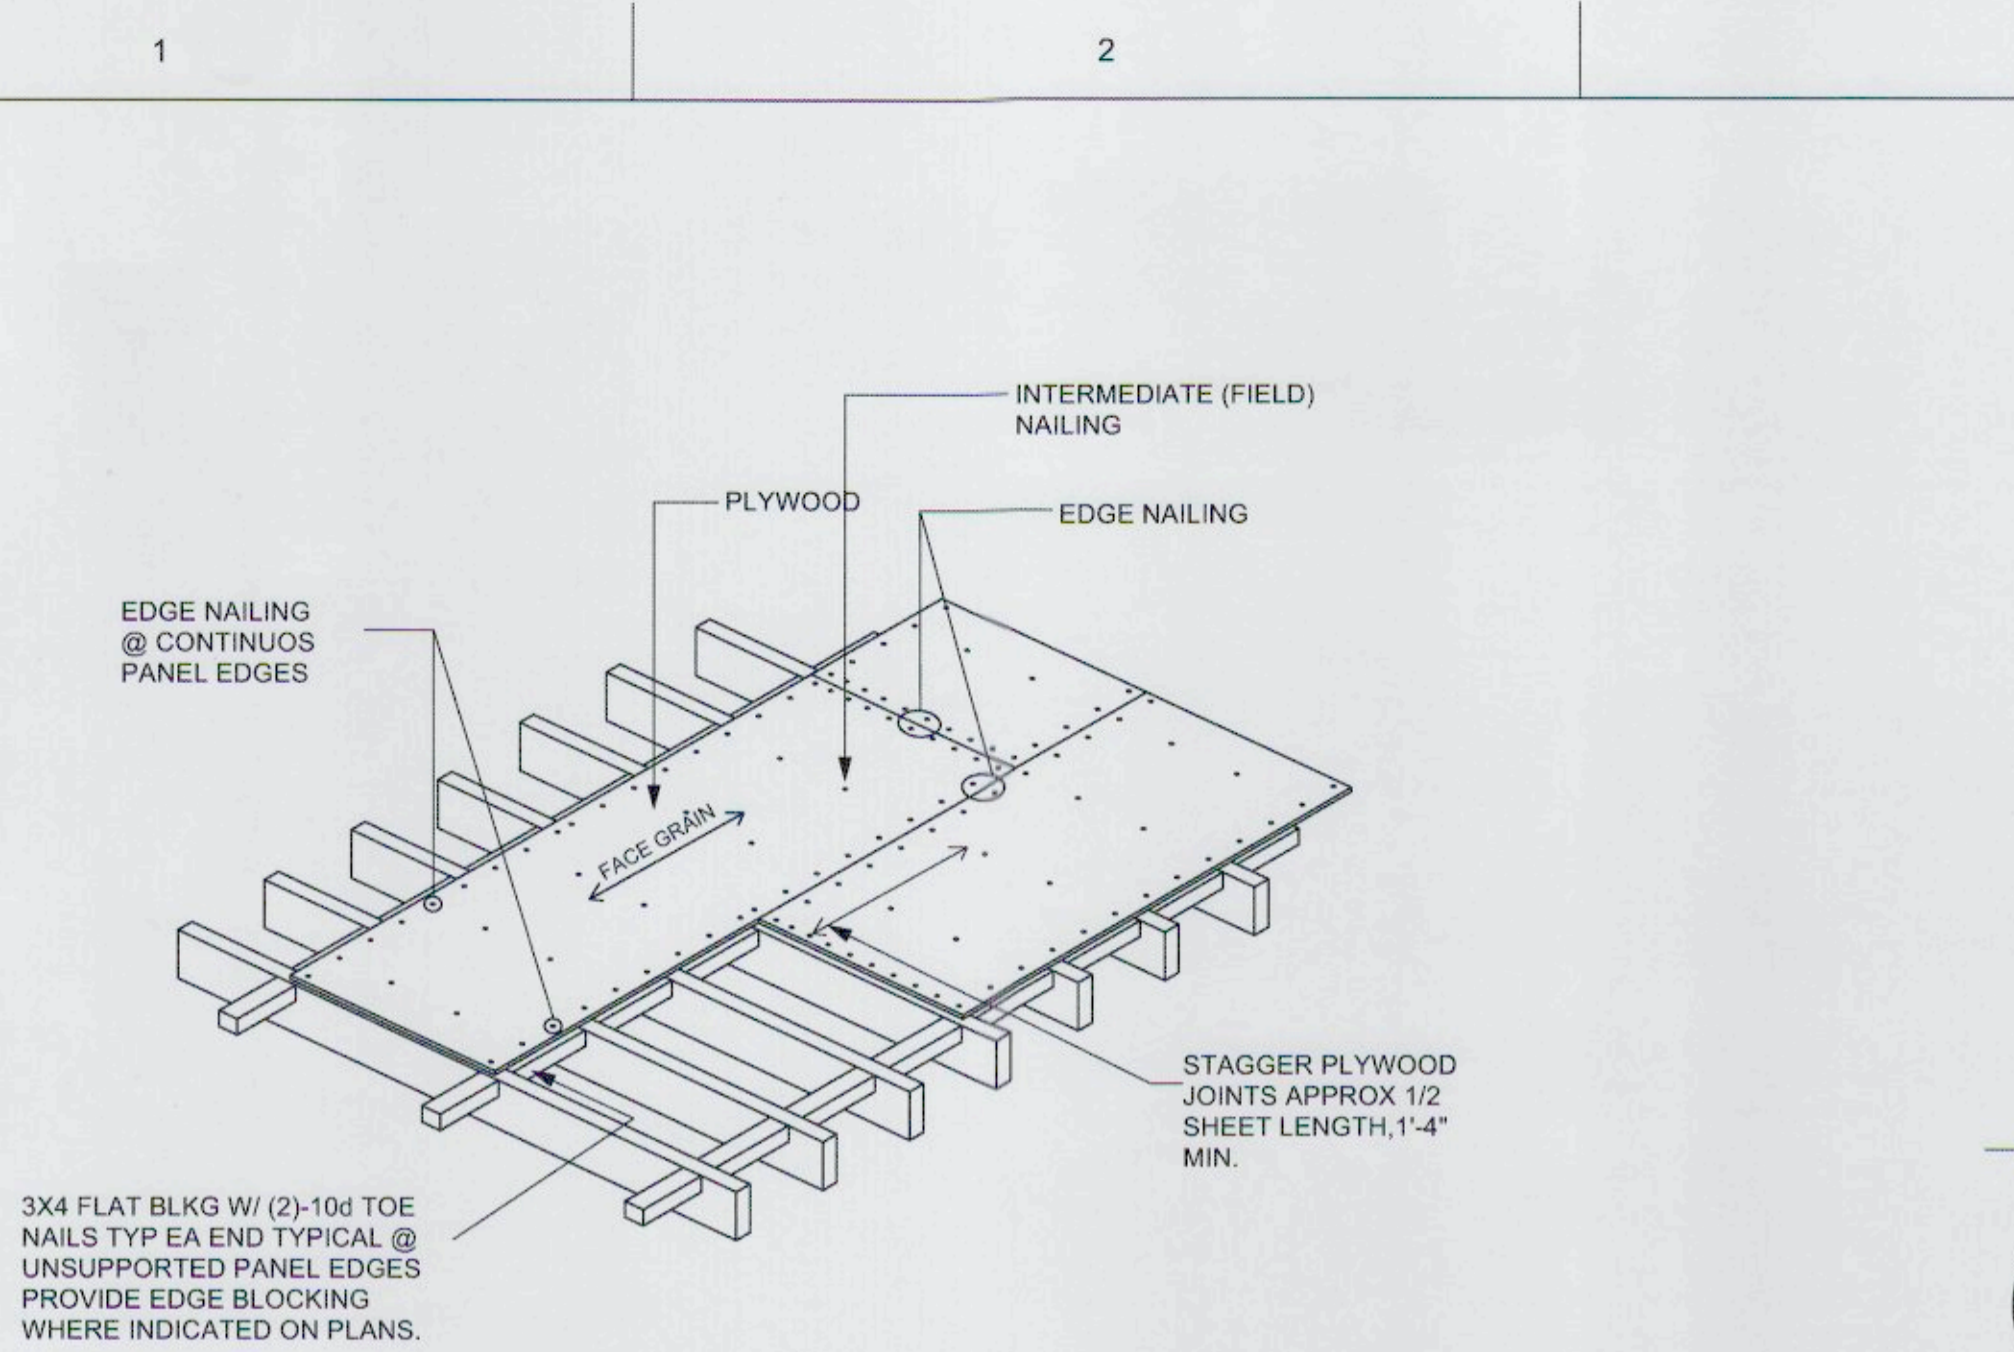 1
2
INTERMEDIATE (FIELD)
NAILING
PLYWOOD
EDGE NAILING
EDGE NAILING
@ CONTINUOS
PANEL EDGES
FACE GRAIN
STAGGER PLYWOOD
JOINTS APPROX 1/2
SHEET LENGTH,1'-4"
MIN.
3X4 FLAT BLKG W/ (2)-10d TOE
NAILS TYP EA END TYPICAL @
UNSUPPORTED PANEL EDGES
PROVIDE EDGE BLOCKING
WHERE INDICATED ON PLANS.